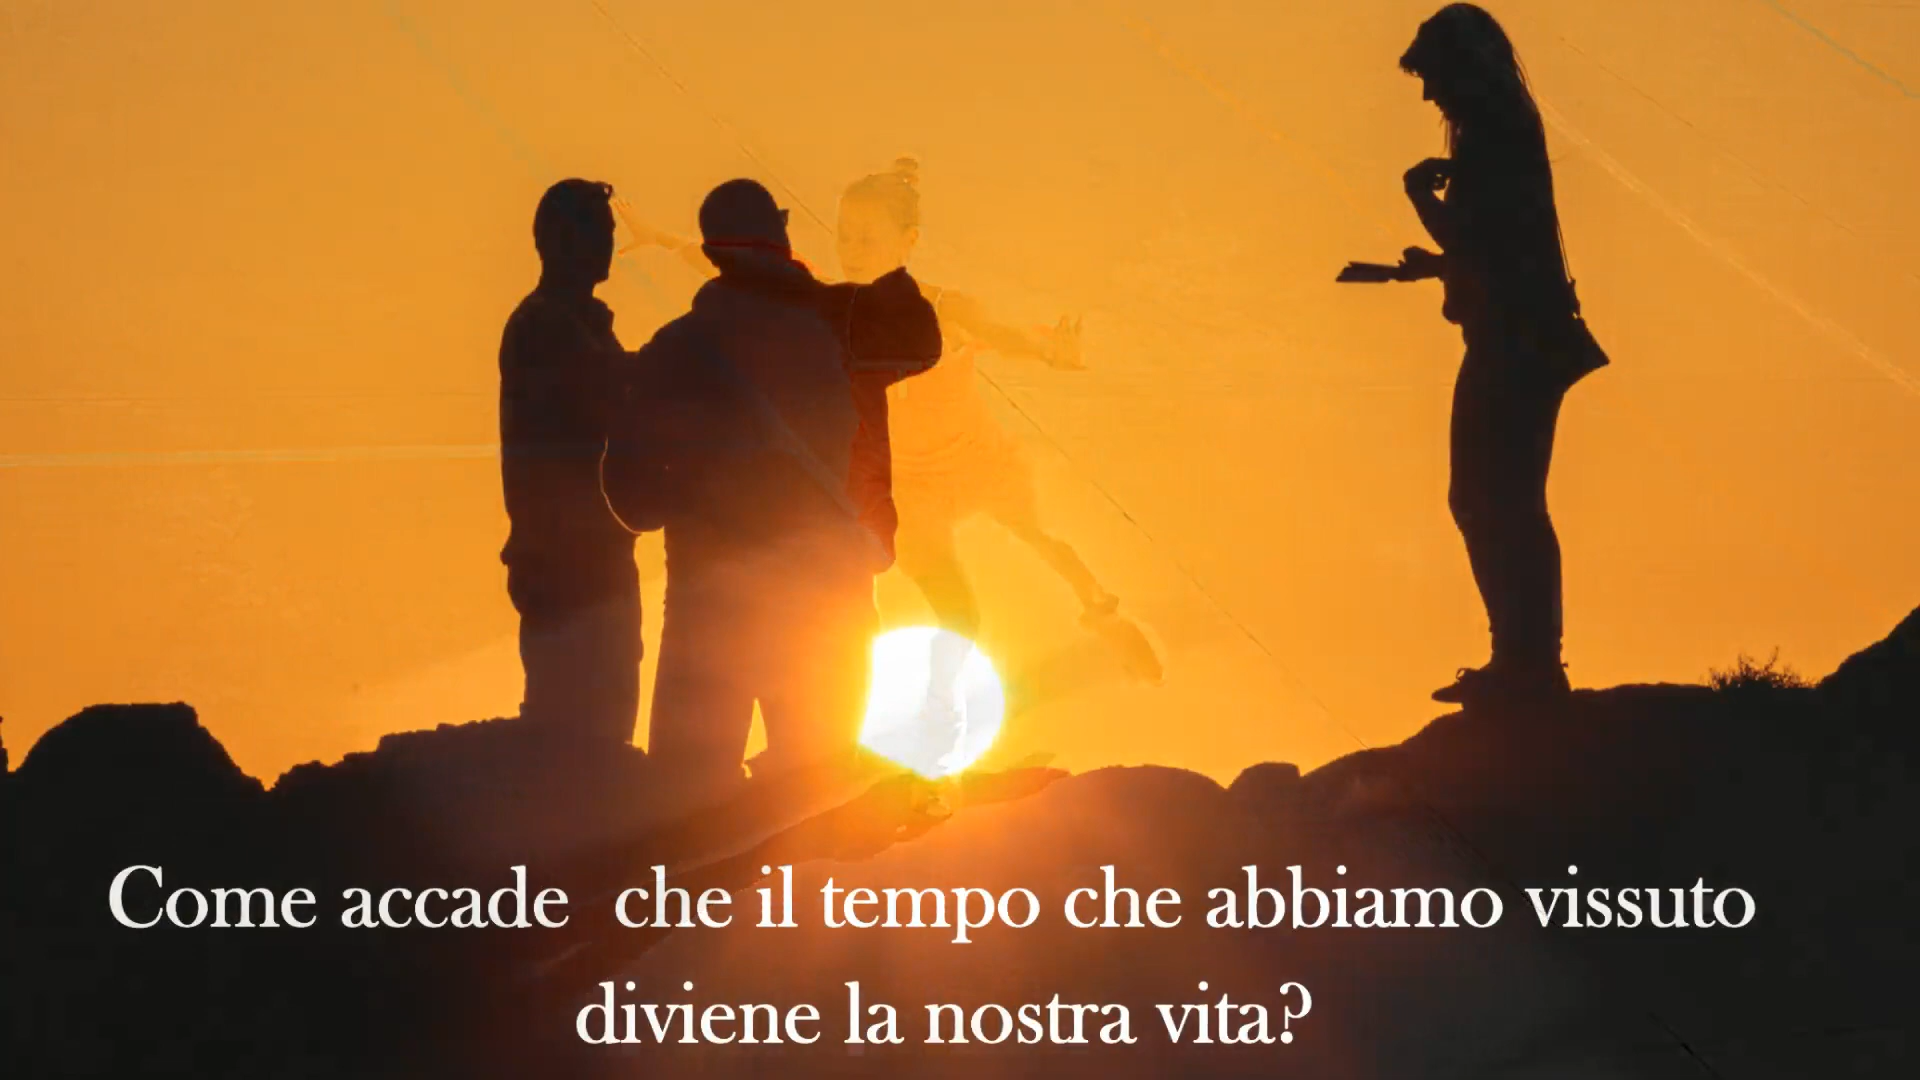 Come accade  che il tempo che abbiamo vissuto
diviene la nostra vita?